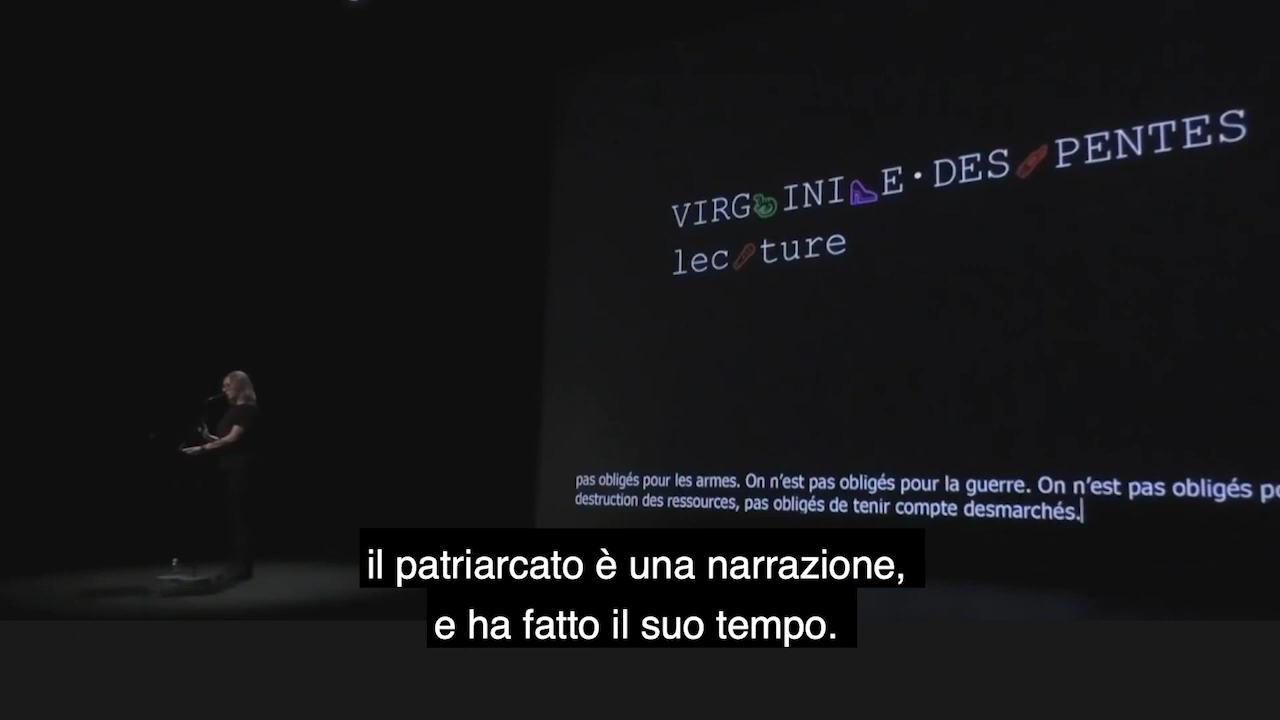 VIRGINIE·DESPENTES
lecture
pas obligés pour les armes. On n'est pas obligés pour la guerre. On n'est pas obligés
destruction des ressources, pas obligés de tenir compte desmarchés.
il patriarcato è una narrazione,
e ha fatto il suo tempo.